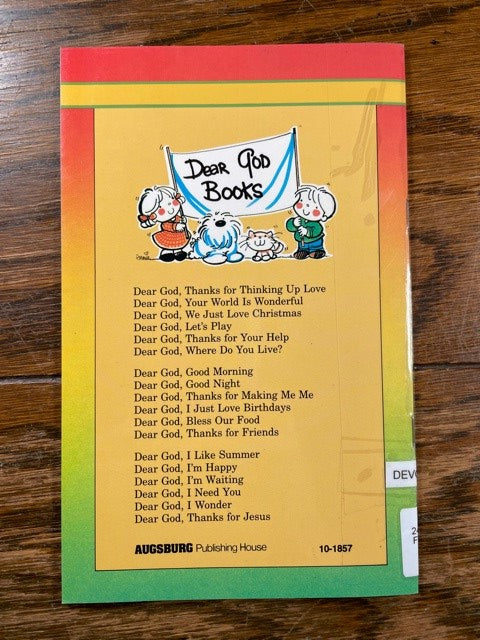 Dear God
Books
Dear God, Thanks for Thinking Up Love
Dear God, Your World Is Wonderful
Dear God, We Just Love Christmas
Dear God, Let's Play
Dear God, Thanks for Your Help
Dear God, Where Do You Live?
Dear God, Good Morning
Dear God, Good Night
Dear God, Thanks for Making Me Me
Dear God, I Just Love Birthdays
Dear God, Bless Our Food
Dear God, Thanks for Friends
Dear God, I Like Summer
Dear God, I'm Happy
Dear God, I'm Waiting
Dear God, I Need You
Dear God, I Wonder
Dear God, Thanks for Jesus
DEV
AUGSBURG Publishing House 10-1857